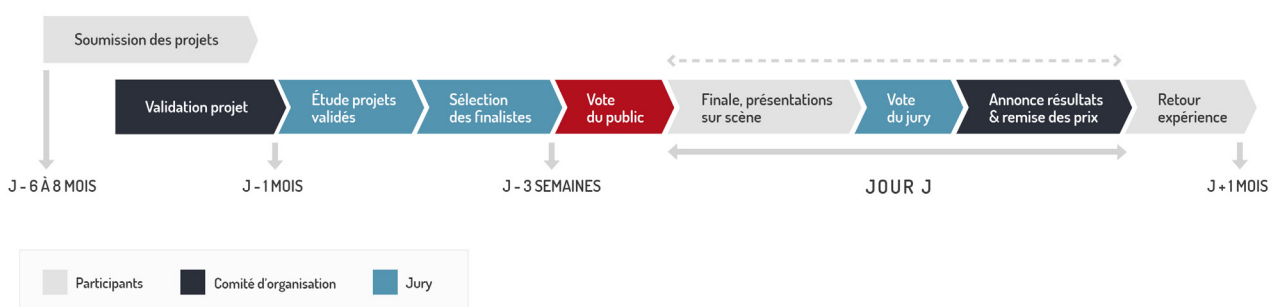 Soumission des projets
Validation projet
Étude projets
validés
Sélection
des finalistes
Vote
du public
Finale, présentations
sur scène
Vote
du jury
Annonce résultats
& remise des prix
Retour
expérience
J - 6 À 8 MOIS
J - 1 MOIS
J - 3 SEMAINES
JOUR J
J + 1 MOIS
Participants
Comité d'organisation
Jury